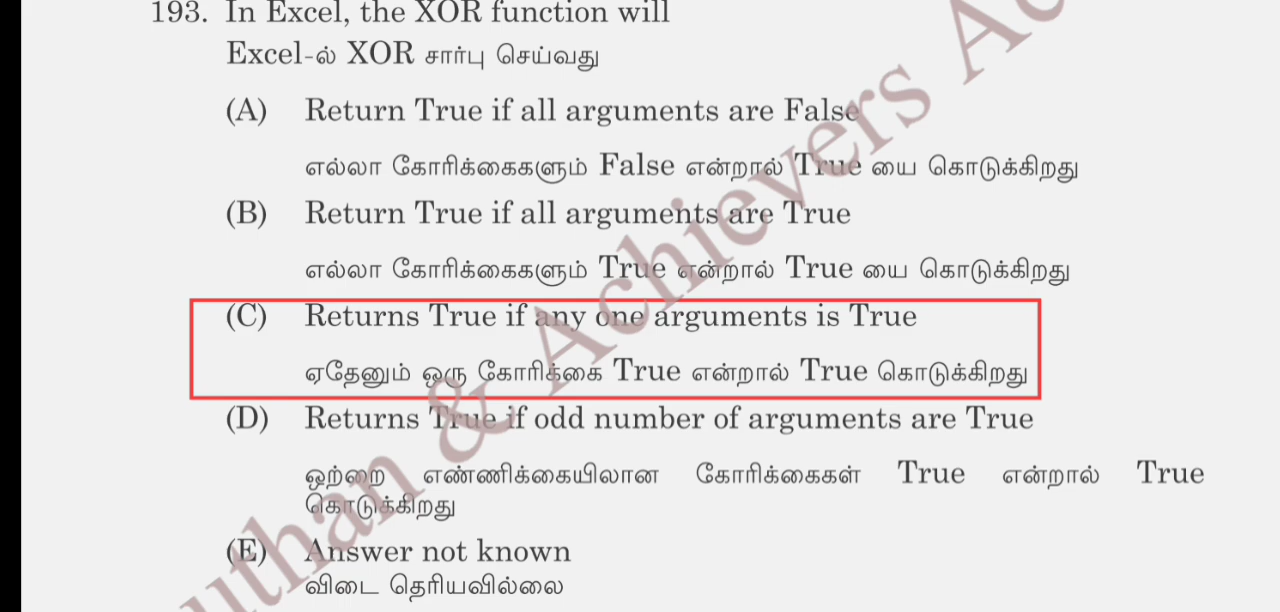 193. In Excel, the XOR function will
Excel-ல் XOR சார்பு செய்வது
(A) Return True if all arguments are False
எல்லா கோரிக்கைகளும் False என்றால் True யை கொடுக்கிறது
(B) Return True if all arguments are True
எல்லா கோரிக்கைகளும் True என்றால் True யை கொடுக்கிறது
(C) Returns True if any one arguments is True
ஏதேனும் ஒரு கோரிக்கை True என்றால் True கொடுக்கிறது
(D) Returns True if odd number of arguments are True
ஒற்றை எண்ணிக்கையிலான கோரிக்கைகள் True என்றால் True
கொடுக்கிறது
(E) Answer not known
விடை தெரியவில்லை
& Achievers